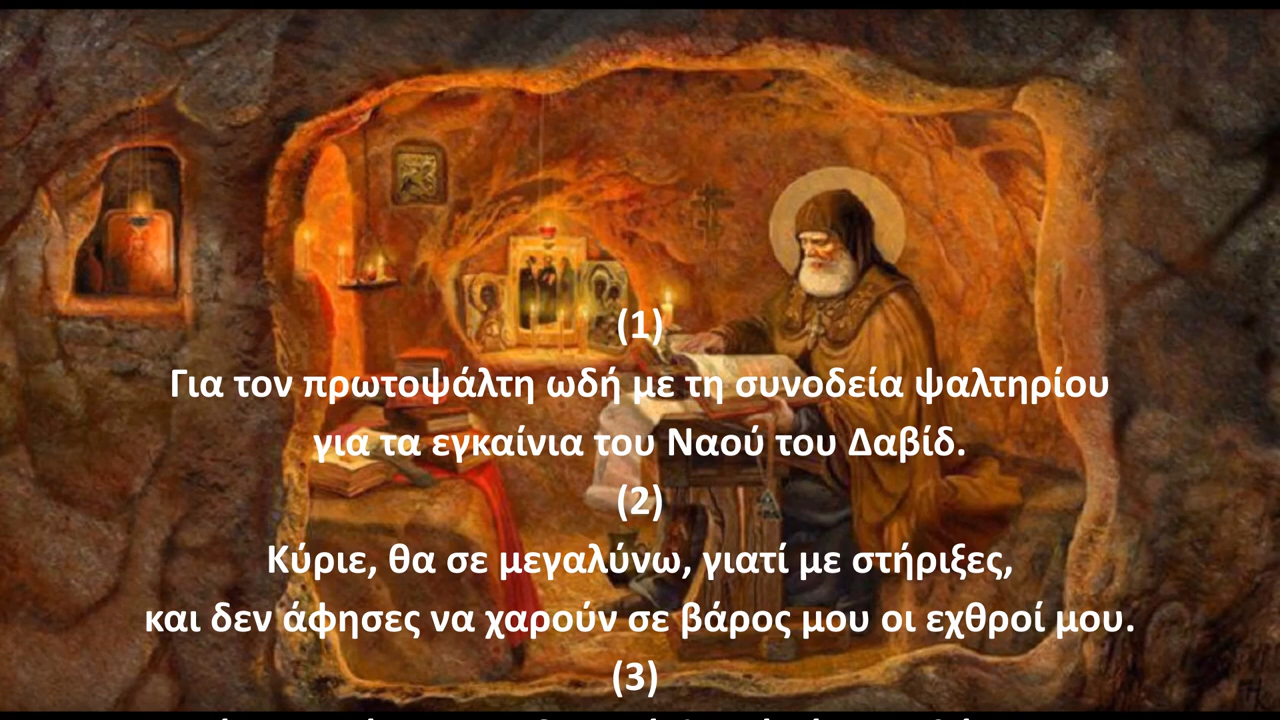 (1)
Για τον πρωτοψάλτη ωδή με τη συνοδεία ψαλτηρίου
για τα εγκαίνια του Ναού του Δαβίδ.
(2)
Κύριε, θα σε μεγαλύνω, γιατί με στήριξες,
και δεν άφησες να χαρούν σε βάρος μου οι εχθροί μου.
(3)